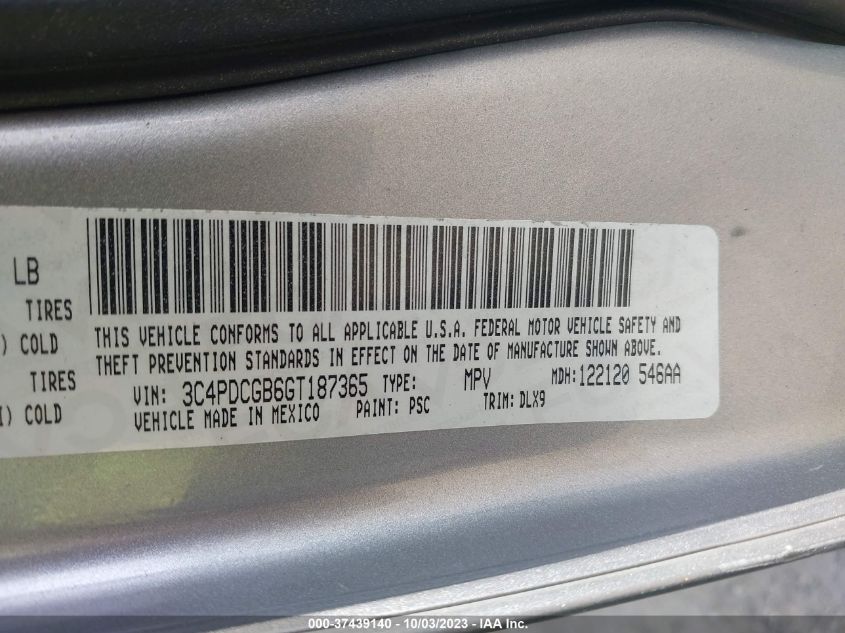 LB
TIRES
) COLD
TIRES
I) COLD
THIS VEHICLE CONFORMS TO ALL APPLICABLE U.S.A. FEDERAL MOTOR VEHICLE SAFETY AND
THEFT PREVENTION STANDARDS IN EFFECT ON THE DATE OF MANUFACTURE SHOWN ABOVE.
VIN: 3C4PDCGB6GT187365 TYPE: MPV MDH:122120 546AA
VEHICLE MADE IN MEXICO PAINT: PSC TRIM: DLX9
000-37439140 - 10/03/2023 - IAA Inc.